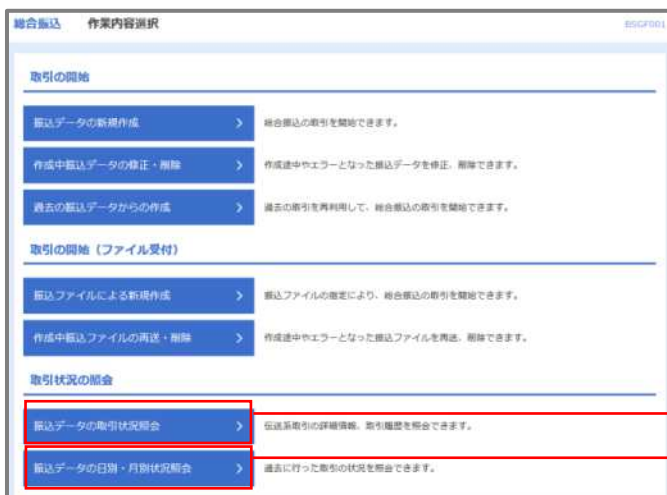 総合振込 作業内容選択 BSGF001
取引の開始
振込データの新規作成 総合振込の取引を開始できます。
作成中振込データの修正・削除 作成途中やエラーとなった振込データを修正、削除できます。
過去の振込データからの作成 過去の取引を再利用して、総合振込の取引を開始できます。
取引の開始（ファイル受付）
振込ファイルによる新規作成 振込ファイルの指定により、総合振込の取引を開始できます。
作成中振込ファイルの再送・削除 作成途中やエラーとなった振込ファイルを再送、削除できます。
取引状況の照会
振込データの取引状況照会 伝送系取引の詳細情報、取引履歴を照会できます。
振込データの日別・月別状況照会 過去に行った取引の状況を照会できます。